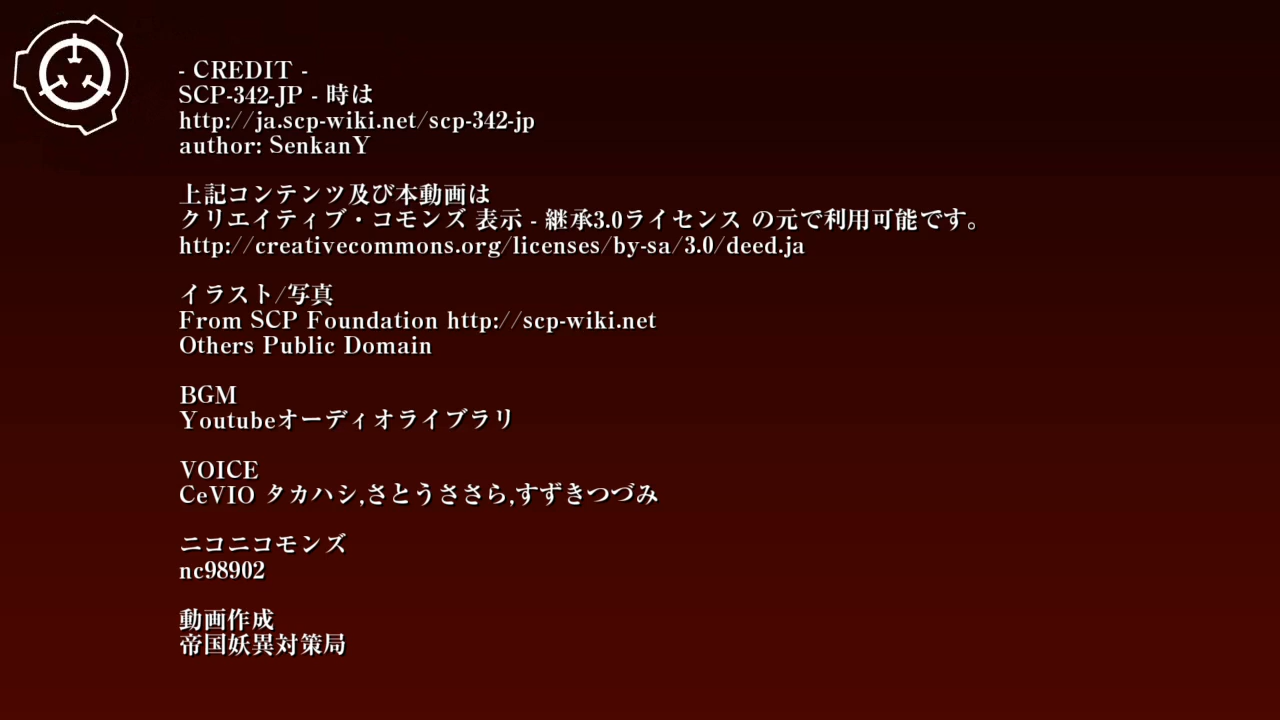 - CREDIT -
SCP-342-JP - 時は
http://ja.scp-wiki.net/scp-342-jp
author: SenkanY
上記コンテンツ及び本動画は
クリエイティブ・コモンズ 表示 - 継承3.0ライセンス の元で利用可能です。
http://creativecommons.org/licenses/by-sa/3.0/deed.ja
イラスト/写真
From SCP Foundation http://scp-wiki.net
Others Public Domain
BGM
Youtubeオーディオライブラリ
VOICE
CeVIO タカハシ,さとうささら,すずきつづみ
ニコニコモンズ
nc98902
動画作成
帝国妖異対策局